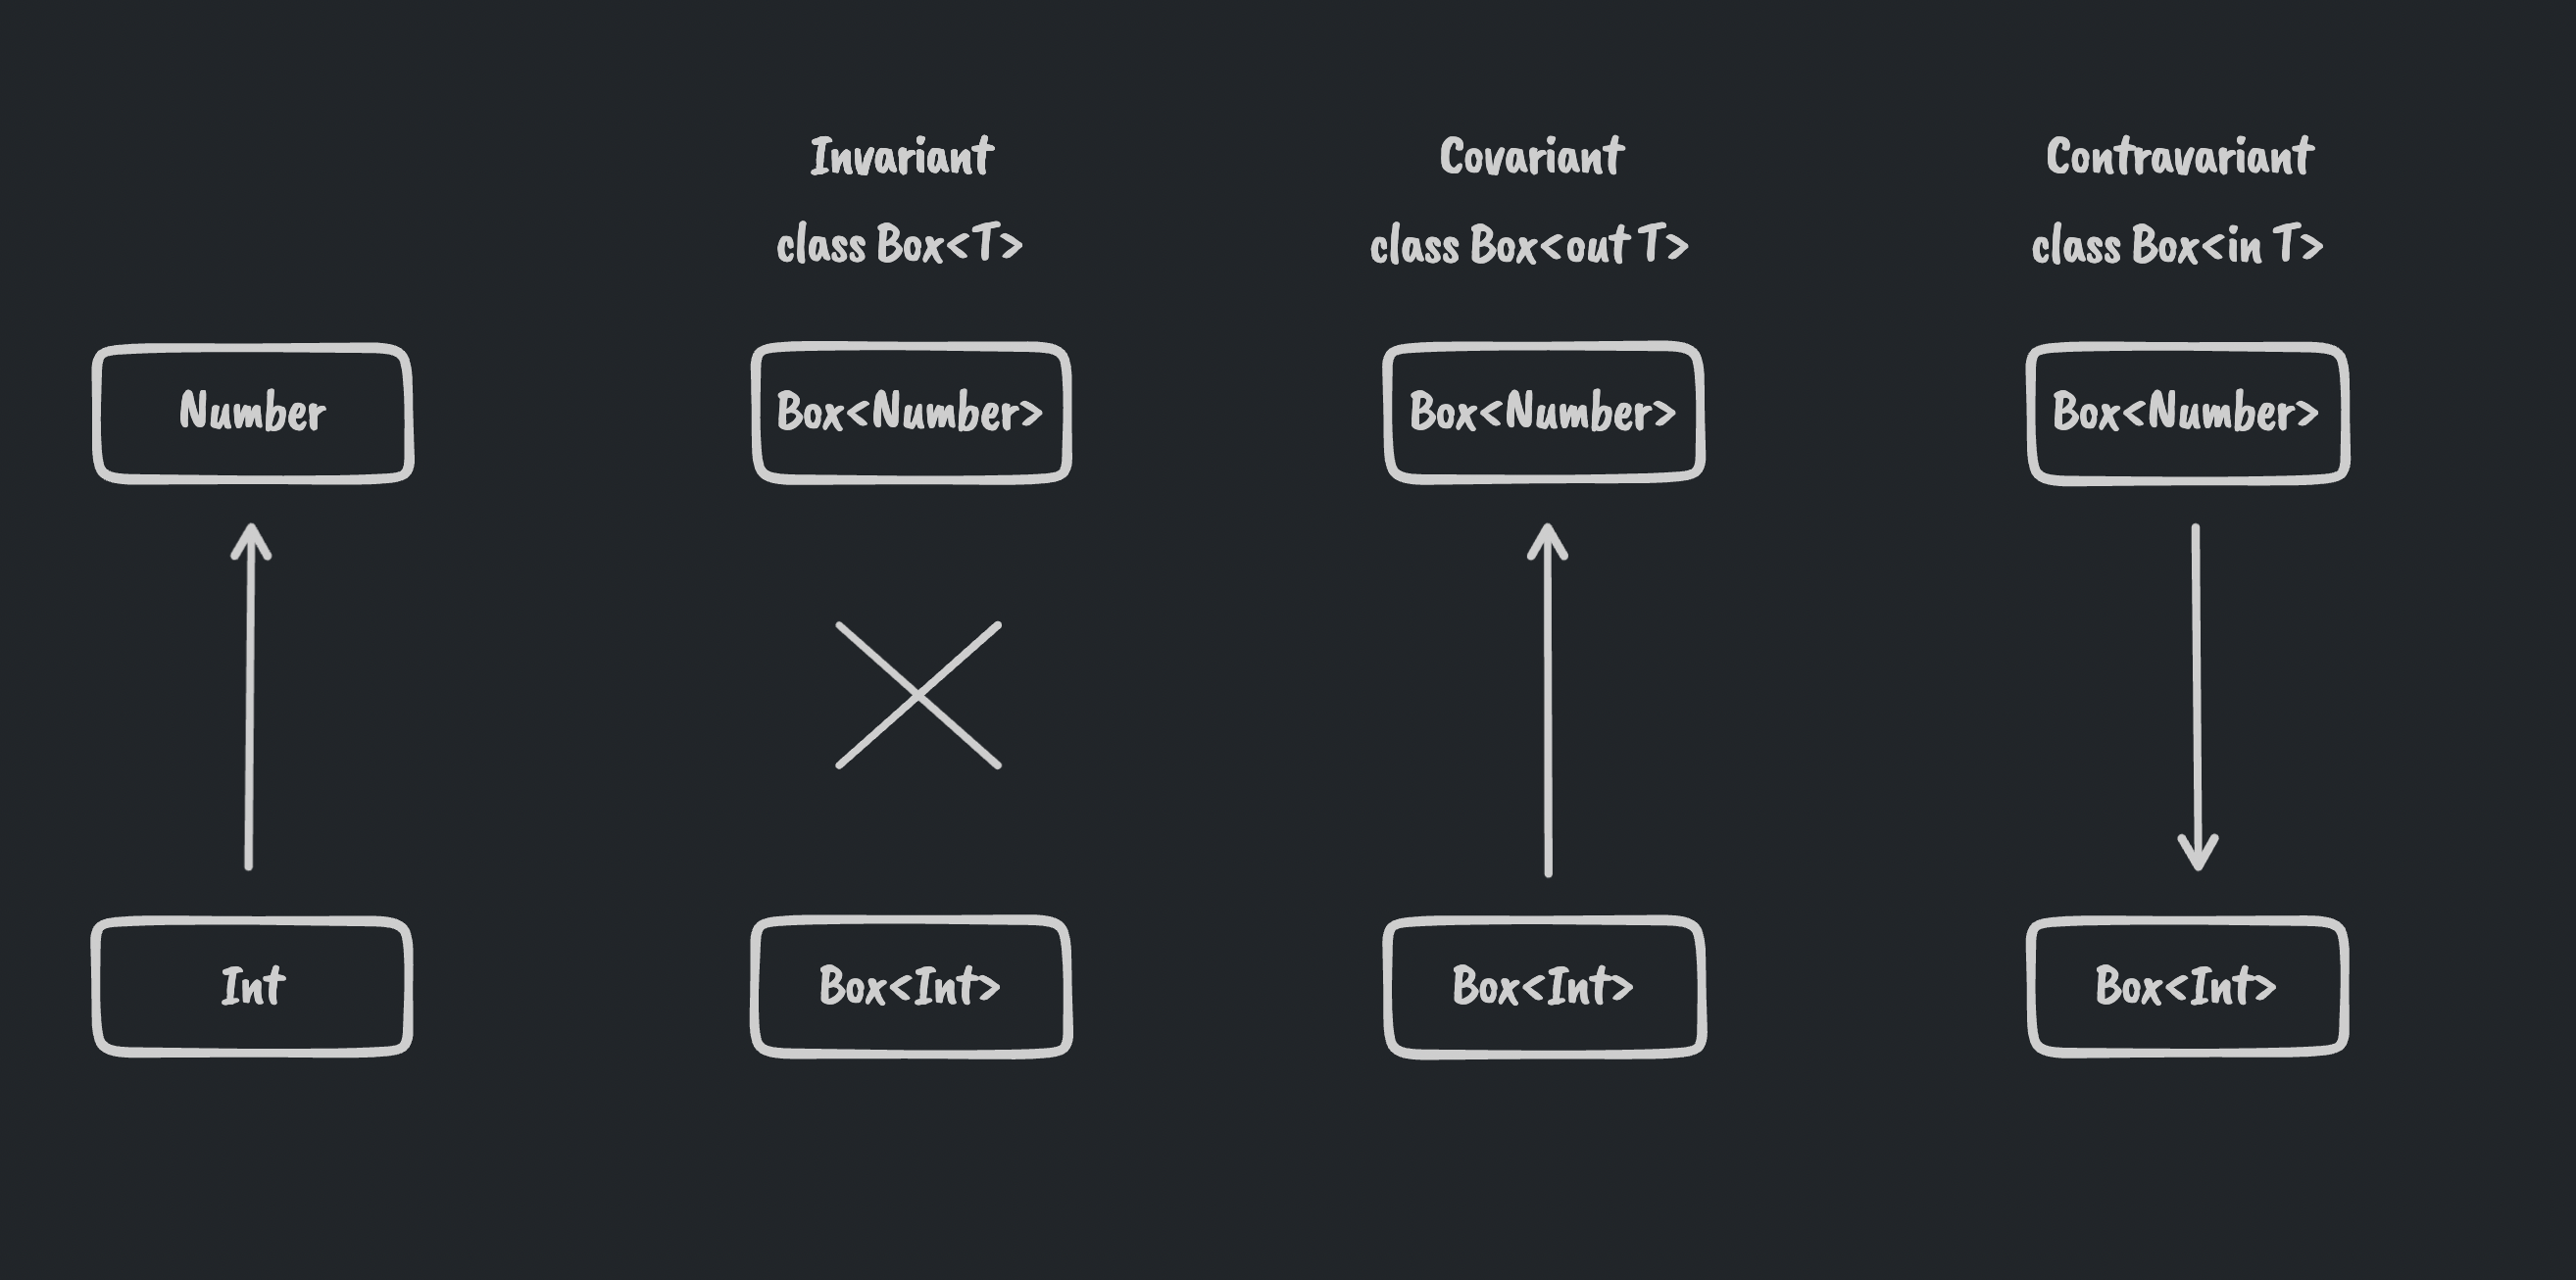 Invariant
class Box<T>
Covariant
class Box<out T>
Contravariant
class Box<in T>
Number
Box<Number>
Box<Number>
Box<Number>
Int
Box<Int>
Box<Int>
Box<Int>